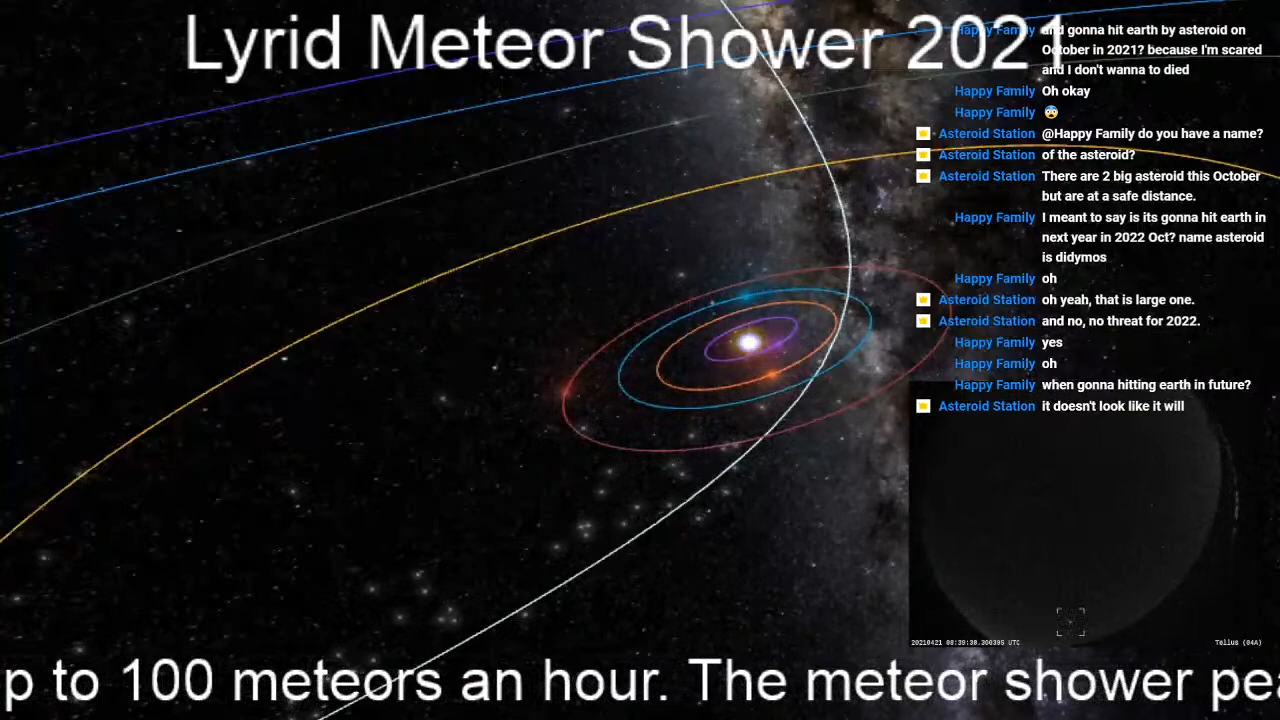 Lyrid Meteor Shower 2021
Happy Family and gonna hit earth by asteroid on
October in 2021? because I'm scared
and I don't wanna to died
Happy Family Oh okay
Happy Family 😨
Asteroid Station @Happy Family do you have a name?
Asteroid Station of the asteroid?
Asteroid Station There are 2 big asteroid this October
but are at a safe distance.
Happy Family I meant to say is its gonna hit earth in
next year in 2022 Oct? name asteroid
is didymos
Happy Family oh
Asteroid Station oh yeah, that is large one.
Asteroid Station and no, no threat for 2022.
Happy Family yes
Happy Family oh
Happy Family when gonna hitting earth in future?
Asteroid Station it doesn't look like it will
UTC
Tellus (04A)
p to 100 meteors an hour. The meteor shower pea